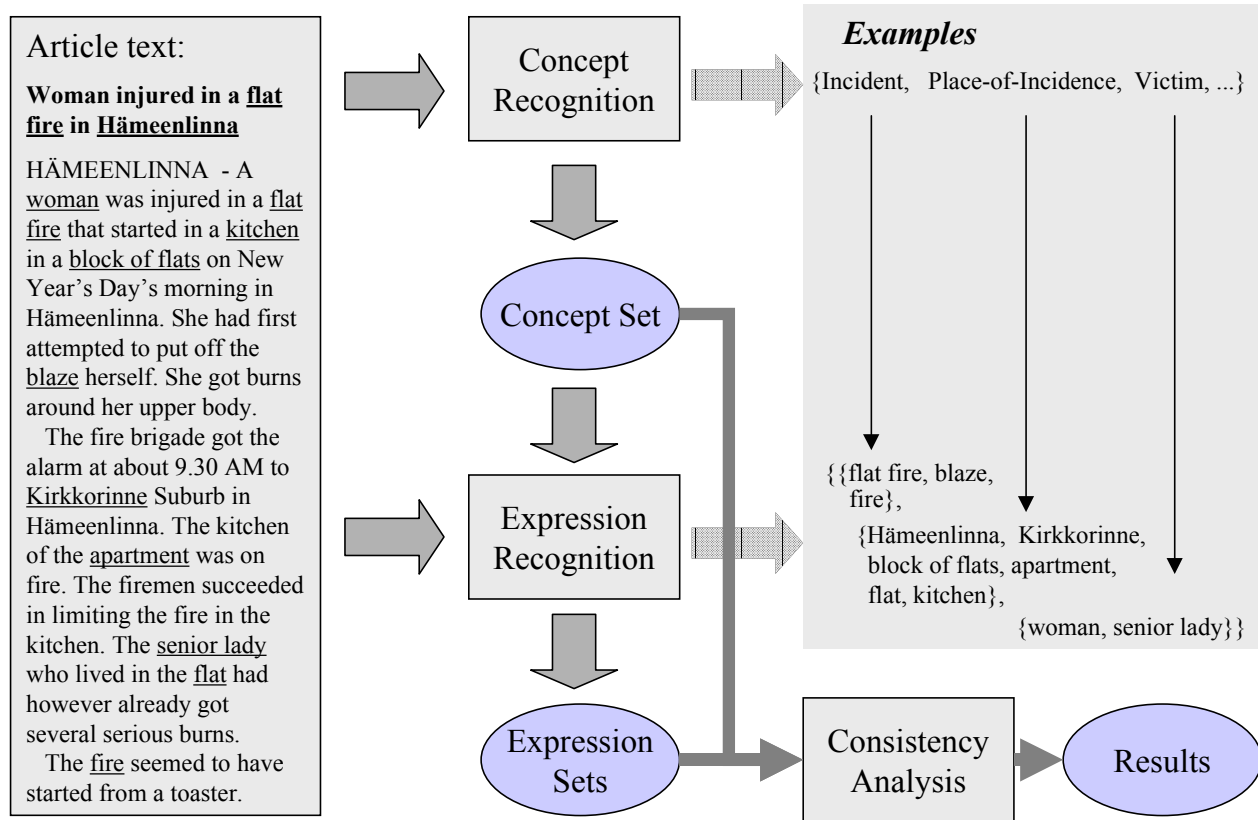 Article text:
Woman injured in a flat
fire in Hämeenlinna
HÄMEENLINNA - A
woman was injured in a flat
fire that started in a kitchen
in a block of flats on New
Year's Day's morning in
Hämeenlinna. She had first
attempted to put off the
blaze herself. She got burns
around her upper body.
The fire brigade got the
alarm at about 9.30 AM to
Kirkkorinne Suburb in
Hämeenlinna. The kitchen
of the apartment was on
fire. The firemen succeeded
in limiting the fire in the
kitchen. The senior lady
who lived in the flat had
however already got
several serious burns.
The fire seemed to have
started from a toaster.
Concept
Recognition
Concept Set
Expression
Recognition
Expression
Sets
Examples
{Incident, Place-of-Incidence, Victim, ...}
{{flat fire, blaze,
fire},
{Hämeenlinna, Kirkkorinne,
block of flats, apartment,
flat, kitchen},
{woman, senior lady}}
Consistency
Analysis
Results